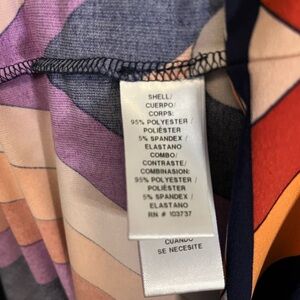 SHELL/
CUERPO/
CORPS:
95% POLYESTER /
POLIÉSTER
5% SPANDEX /
ELASTANO
COMBO/
CONTRASTE/
COMBINAISON:
95% POLYESTER /
POLIÉSTER
5% SPANDEX /
ELASTANO
RN # 103737
CUANDO
SE NECESITE